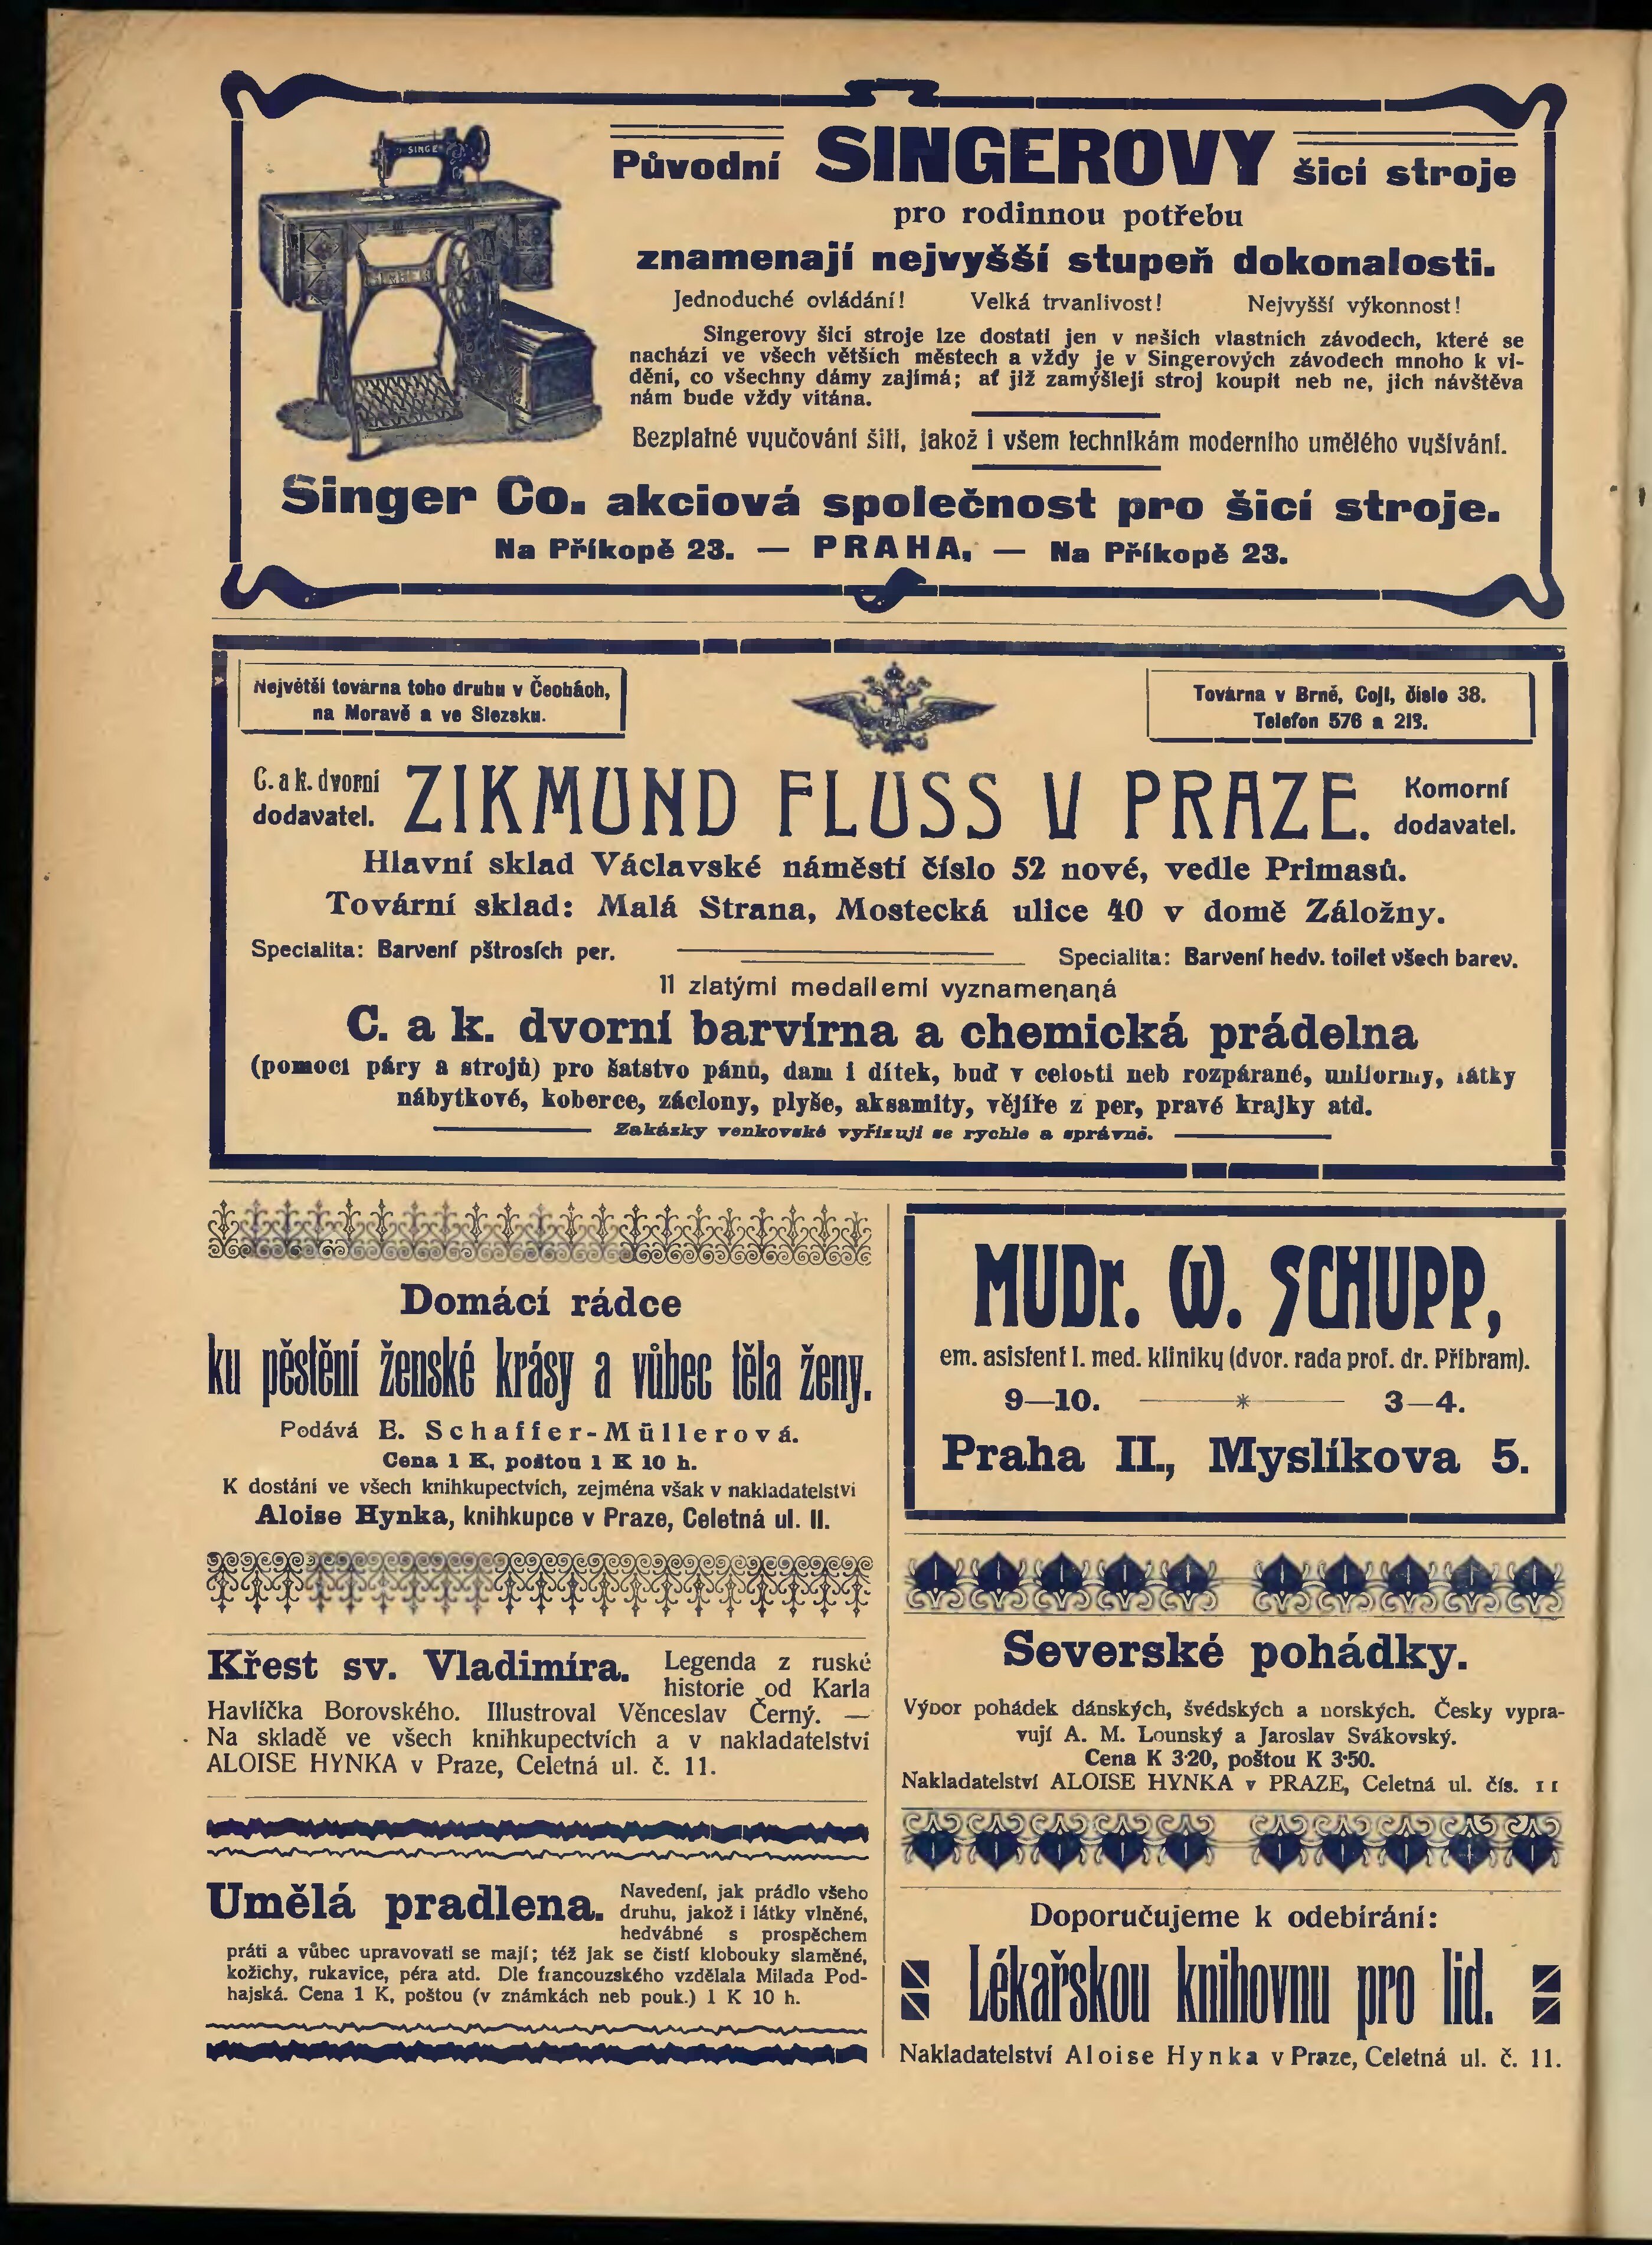 SINGER
SINGER
Původní SINGEROVY šicí stroje
pro rodinnou potřebu
znamenají nejvyšší stupeň dokonalosti.
Jednoduché ovládání! Velká trvanlivost! Nejvyšší výkonnost!
Singerovy šicí stroje lze dostati jen v našich vlastních závodech, které se
nachází ve všech větších městech a vždy je v Singerových závodech mnoho k vi-
dění, co všechny dámy zajímá; ať již zamýšlejí stroj koupit neb ne, jich návštěva
nám bude vždy vítána.
Bezplatné vyučování šití, jakož i všem technikám moderního umělého vyšívání.
Singer Co. akciová společnost pro šicí stroje.
Na Příkopě 23. — PRAHA, — Na Příkopě 23.
Největší továrna toho druhu v Čechách,
na Moravě a ve Slezsku.
Továrna v Brně, Cejl, číslo 38.
Telefon 576 a 213.
C. a k. dvorní
dodavatel.
ZIKMUND FLUSS V PRAZE.
Komorní
dodavatel.
Hlavní sklad Václavské náměstí číslo 52 nové, vedle Primasů.
Tovární sklad: Malá Strana, Mostecká ulice 40 v domě Záložny.
Specialita: Barvení pštrosích per. Specialita: Barvení hedv. toilet všech barev.
11 zlatými medailemi vyznamenaná
C. a k. dvorní barvírna a chemická prádelna
(pomocí páry a strojů) pro šatstvo pánů, dam i dítek, buď v celosti neb rozpárané, uniformy, látky
nábytkové, koberce, záclony, plyše, aksamity, vějíře z per, pravé krajky atd.
Zakázky venkovské vyřizují se rychle a správně.
Domácí rádce
ku pěstění ženské krásy a vůbec těla ženy.
Podává E. Schaffer-Müllerová.
Cena 1 K, poštou 1 K 10 h.
K dostání ve všech knihkupectvích, zejména však v nakladatelství
Aloise Hynka, knihkupce v Praze, Celetná ul. 11.
Křest sv. Vladimíra. Legenda z ruské
historie od Karla
Havlíčka Borovského. Illustroval Věnceslav Černý. —
Na skladě ve všech knihkupectvích a v nakladatelství
ALOISE HYNKA v Praze, Celetná ul. č. 11.
Umělá pradlena. Navedení, jak prádlo všeho
druhu, jakož i látky vlněné,
hedvábné s prospěchem
práti a vůbec upravovati se mají; též jak se čistí klobouky slaměné,
kožichy, rukavice, péra atd. Dle francouzského vzdělala Milada Pod-
hajská. Cena 1 K, poštou (v známkách neb pouk.) 1 K 10 h.
MUDr. W. SCHUPP,
em. asistent I. med. kliniky (dvor. rada prof. dr. Příbram).
9—10. * 3—4.
Praha II., Myslíkova 5.
Severské pohádky.
Výbor pohádek dánských, švédských a norských. Česky vypra-
vují A. M. Lounský a Jaroslav Svákovský.
Cena K 3·20, poštou K 3·50.
Nakladatelství ALOISE HYNKA v PRAZE, Celetná ul. čís. 11
Doporučujeme k odebírání:
Lékařskou knihovnu pro lid.
Nakladatelství Aloise Hynka v Praze, Celetná ul. č. 11.